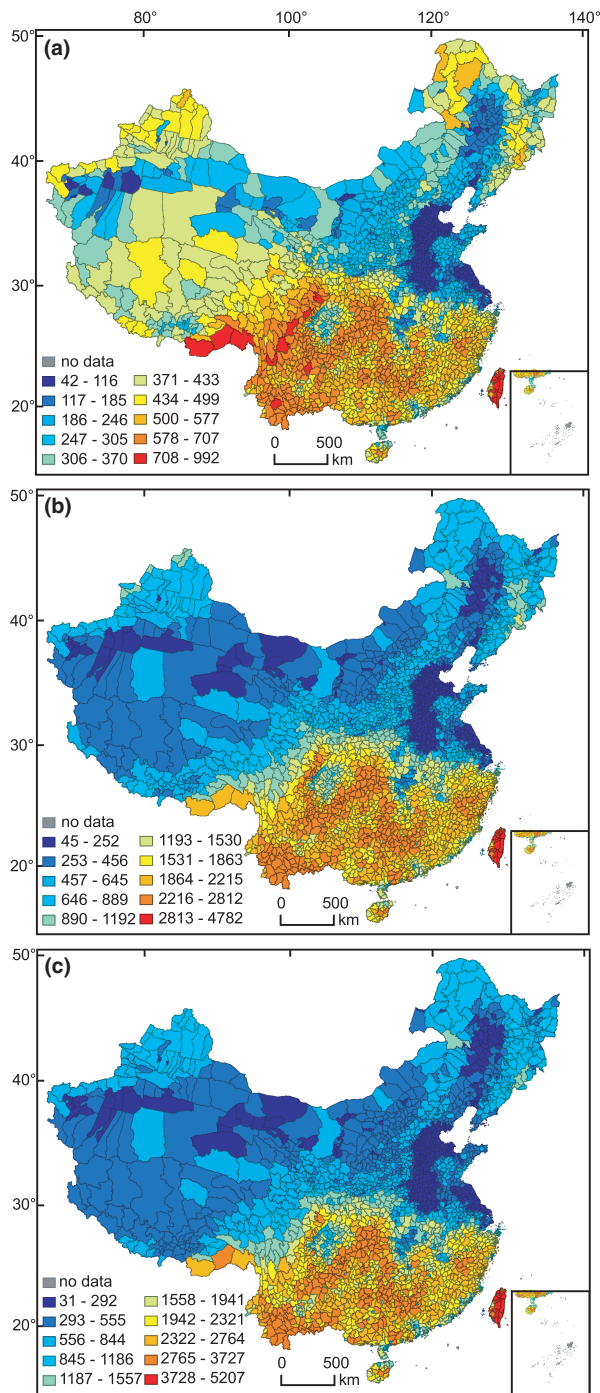 80° 100° 120° 140°
50°
(a)
40°
30°
20°
no data
42 - 116
117 - 185
186 - 246
247 - 305
306 - 370
371 - 433
434 - 499
500 - 577
578 - 707
708 - 992
0 500
km
50°
(b)
40°
30°
20°
no data
45 - 252
253 - 456
457 - 645
646 - 889
890 - 1192
1193 - 1530
1531 - 1863
1864 - 2215
2216 - 2812
2813 - 4782
0 500
km
50°
(c)
40°
30°
20°
no data
31 - 292
293 - 555
556 - 844
845 - 1186
1187 - 1557
1558 - 1941
1942 - 2321
2322 - 2764
2765 - 3727
3728 - 5207
0 500
km